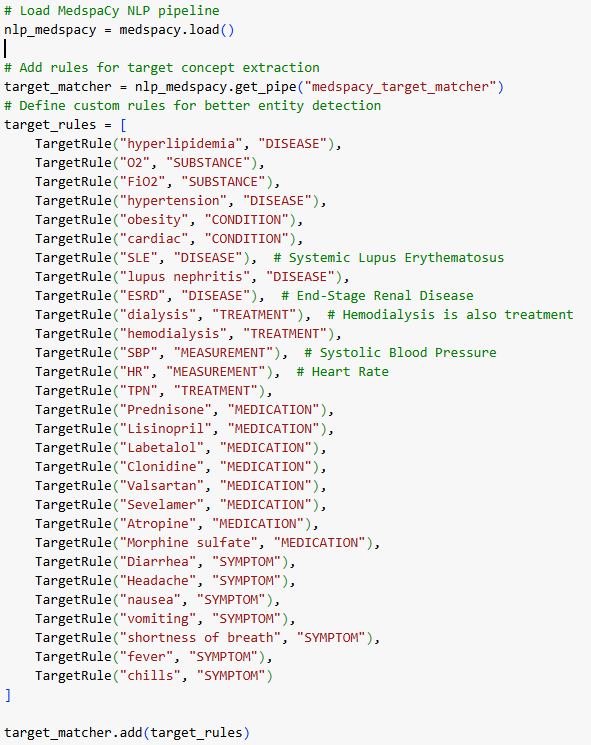 # Load MedspaCy NLP pipeline
nlp_medspacy = medspacy.load()
# Add rules for target concept extraction
target_matcher = nlp_medspacy.get_pipe("medspacy_target_matcher")
# Define custom rules for better entity detection
target_rules = [
    TargetRule("hyperlipidemia", "DISEASE"),
    TargetRule("O2", "SUBSTANCE"),
    TargetRule("FiO2", "SUBSTANCE"),
    TargetRule("hypertension", "DISEASE"),
    TargetRule("obesity", "CONDITION"),
    TargetRule("cardiac", "CONDITION"),
    TargetRule("SLE", "DISEASE"),  # Systemic Lupus Erythematosus
    TargetRule("lupus nephritis", "DISEASE"),
    TargetRule("ESRD", "DISEASE"),  # End-Stage Renal Disease
    TargetRule("dialysis", "TREATMENT"),  # Hemodialysis is also treatment
    TargetRule("hemodialysis", "TREATMENT"),
    TargetRule("SBP", "MEASUREMENT"),  # Systolic Blood Pressure
    TargetRule("HR", "MEASUREMENT"),  # Heart Rate
    TargetRule("TPN", "TREATMENT"),
    TargetRule("Prednisone", "MEDICATION"),
    TargetRule("Lisinopril", "MEDICATION"),
    TargetRule("Labetalol", "MEDICATION"),
    TargetRule("Clonidine", "MEDICATION"),
    TargetRule("Valsartan", "MEDICATION"),
    TargetRule("Sevelamer", "MEDICATION"),
    TargetRule("Atropine", "MEDICATION"),
    TargetRule("Morphine sulfate", "MEDICATION"),
    TargetRule("Diarrhea", "SYMPTOM"),
    TargetRule("Headache", "SYMPTOM"),
    TargetRule("nausea", "SYMPTOM"),
    TargetRule("vomiting", "SYMPTOM"),
    TargetRule("shortness of breath", "SYMPTOM"),
    TargetRule("fever", "SYMPTOM"),
    TargetRule("chills", "SYMPTOM")
]
target_matcher.add(target_rules)